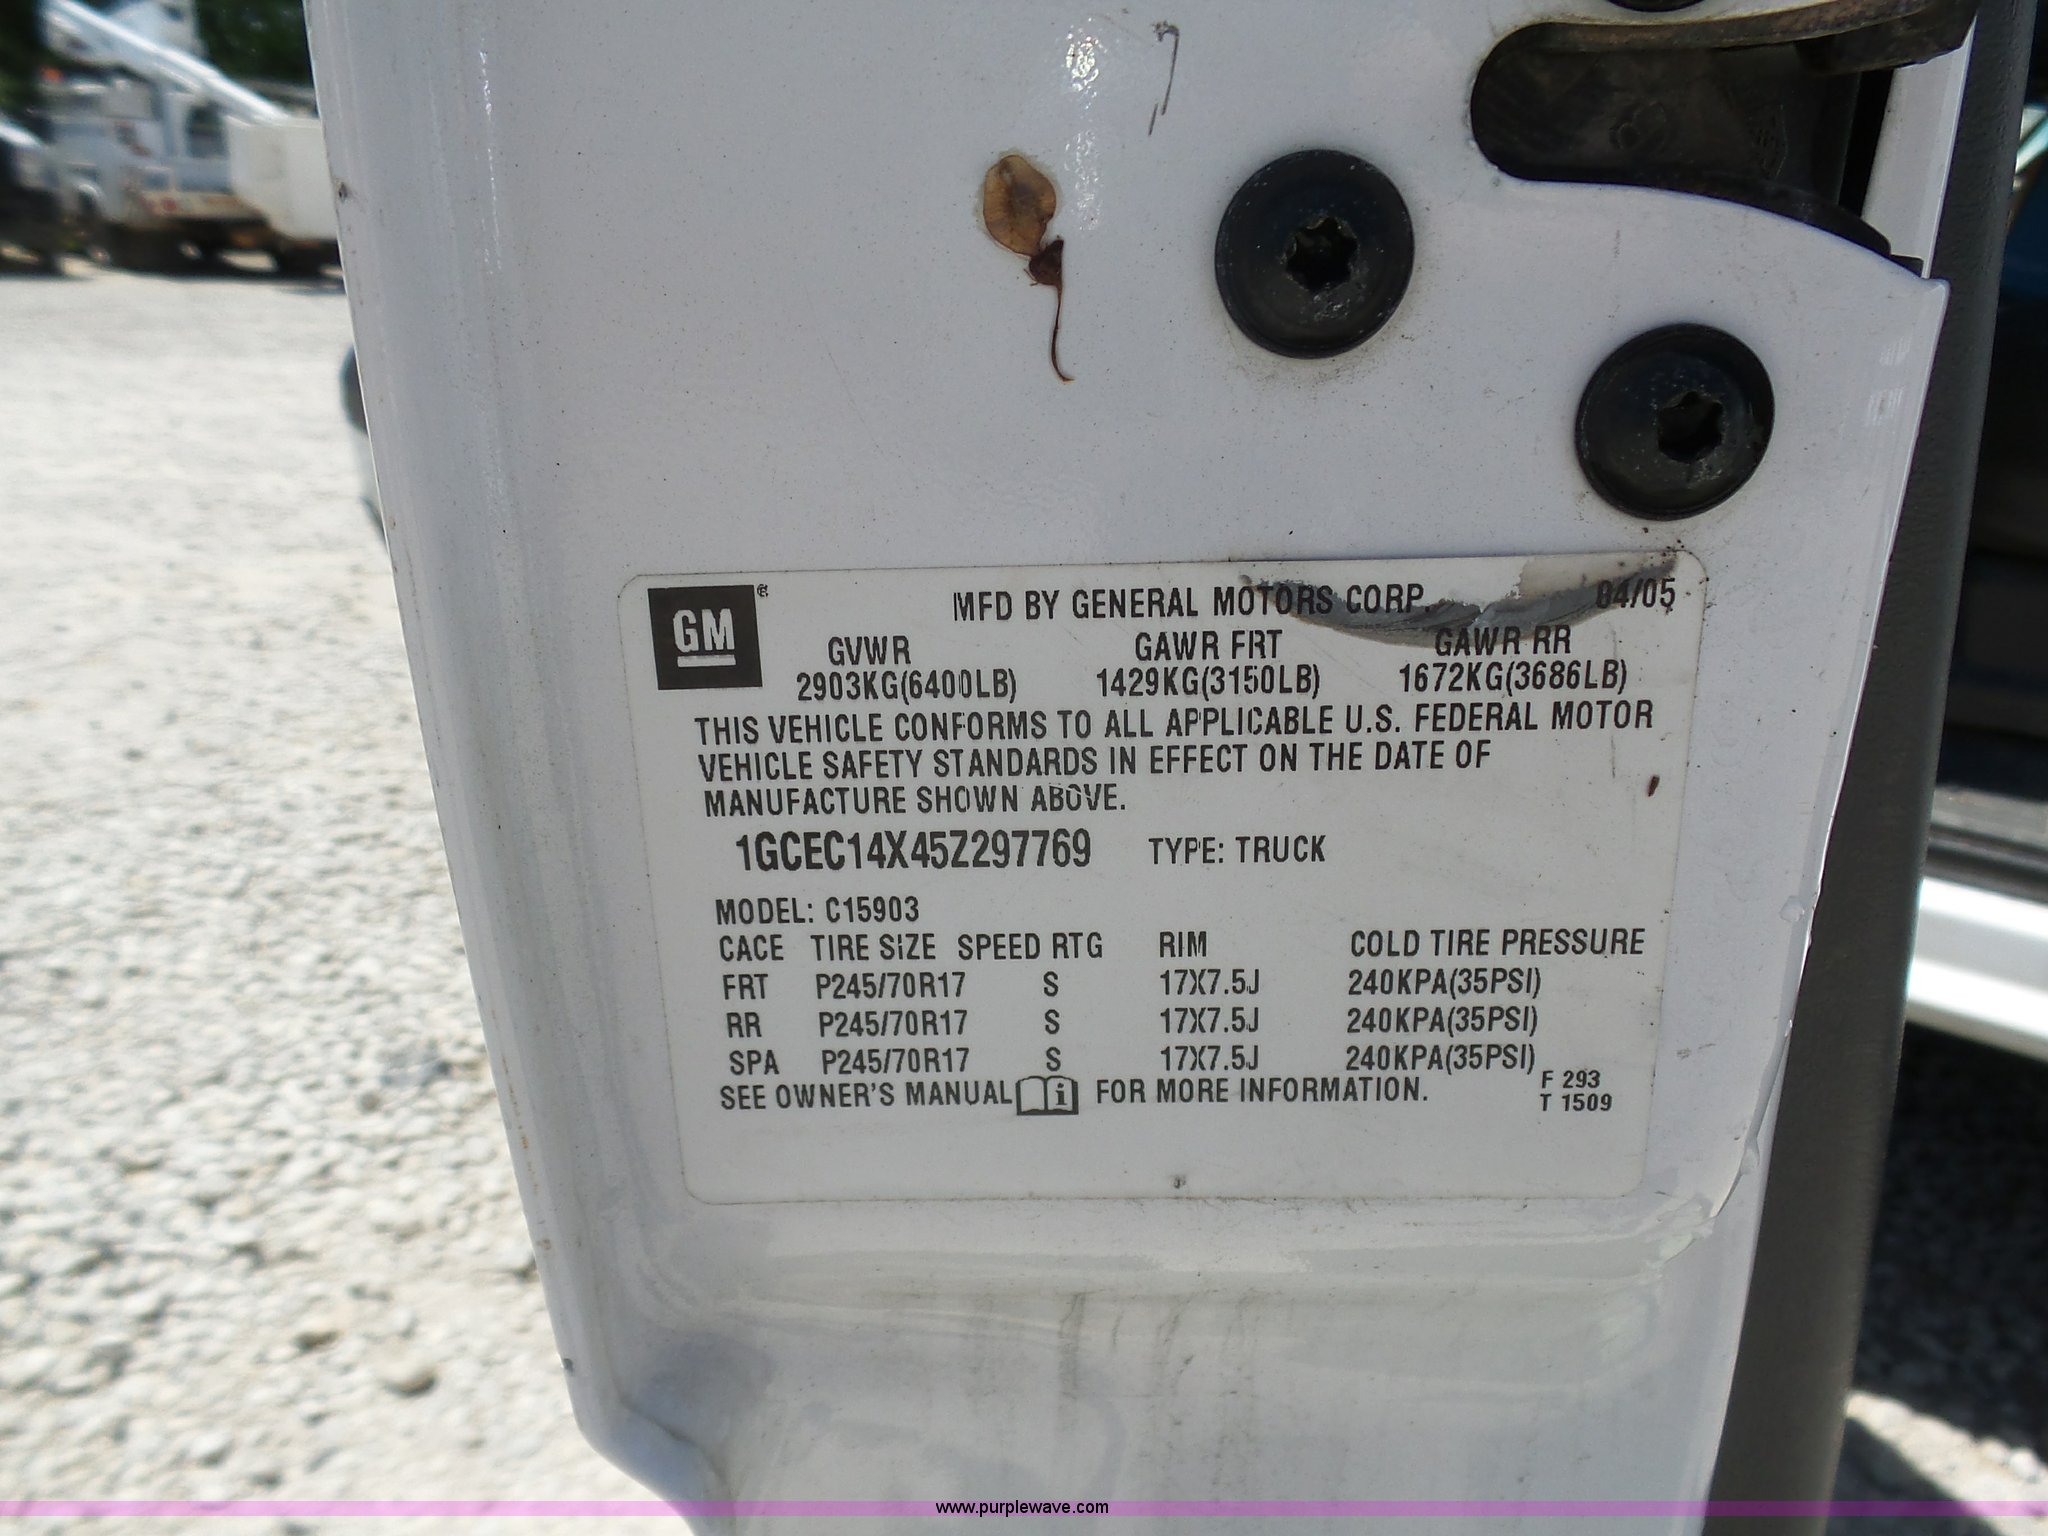 GM
MFD BY GENERAL MOTORS CORP. 04/05
GVWR GAWR FRT GAWR RR
2903KG(6400LB) 1429KG(3150LB) 1672KG(3686LB)
THIS VEHICLE CONFORMS TO ALL APPLICABLE U.S. FEDERAL MOTOR
VEHICLE SAFETY STANDARDS IN EFFECT ON THE DATE OF
MANUFACTURE SHOWN ABOVE.
1GCEC14X45Z297769 TYPE: TRUCK
MODEL: C15903
CACE TIRE SIZE SPEED RTG RIM COLD TIRE PRESSURE
FRT P245/70R17 S 17X7.5J 240KPA(35PSI)
RR P245/70R17 S 17X7.5J 240KPA(35PSI)
SPA P245/70R17 S 17X7.5J 240KPA(35PSI)
SEE OWNER'S MANUAL FOR MORE INFORMATION.
F 293
T 1509
www.purplewave.com